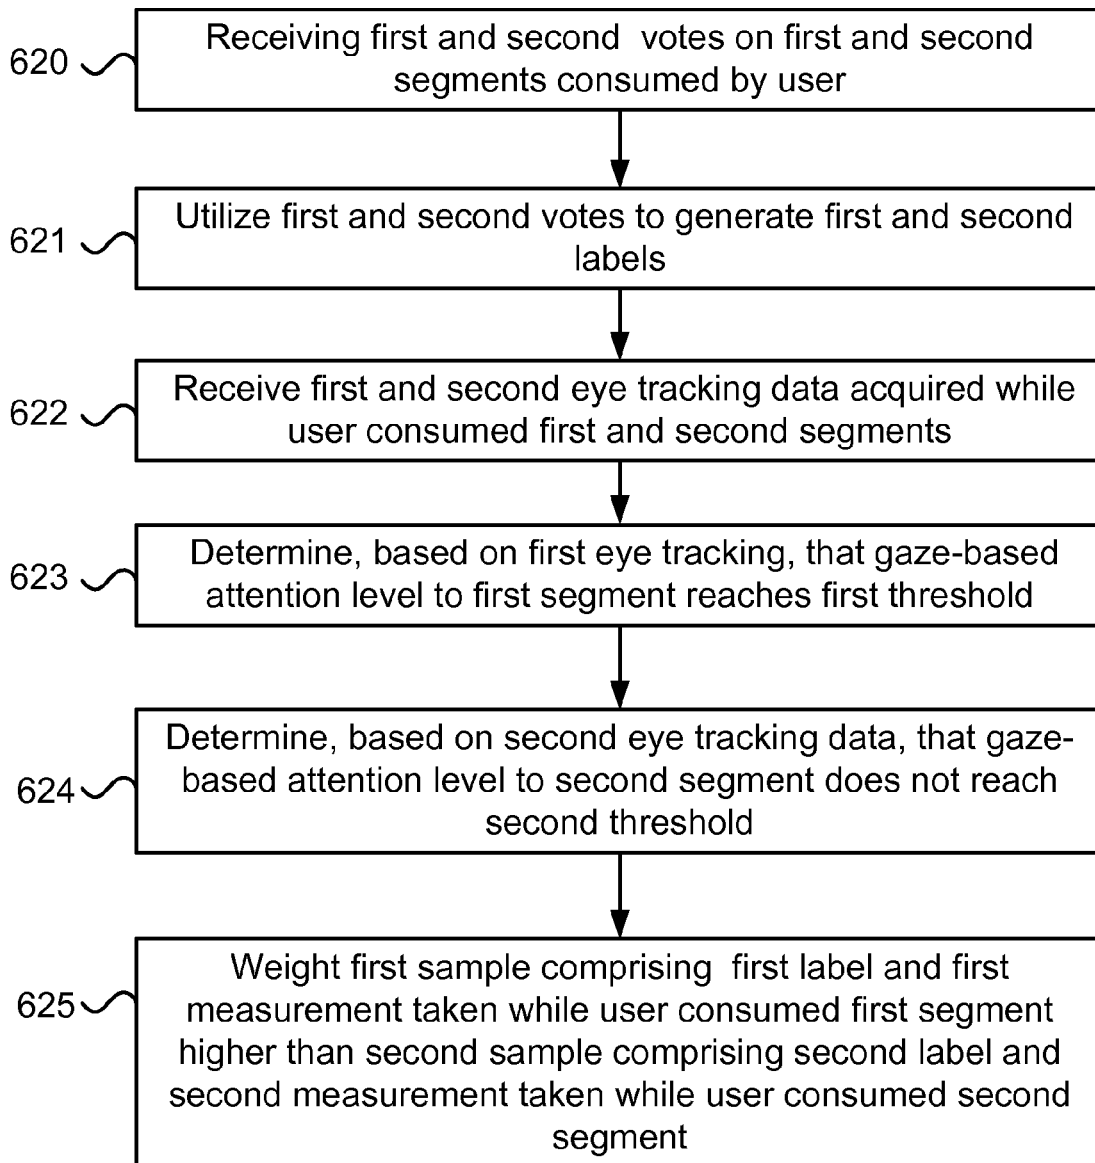 620
Receiving first and second  votes on first and second
segments consumed by user
621
Utilize first and second votes to generate first and second
labels
622
Receive first and second eye tracking data acquired while
user consumed first and second segments
623
Determine, based on first eye tracking, that gaze-based
attention level to first segment reaches first threshold
624
Determine, based on second eye tracking data, that gaze-
based attention level to second segment does not reach
second threshold
625
Weight first sample comprising  first label and first
measurement taken while user consumed first segment
higher than second sample comprising second label and
second measurement taken while user consumed second
segment